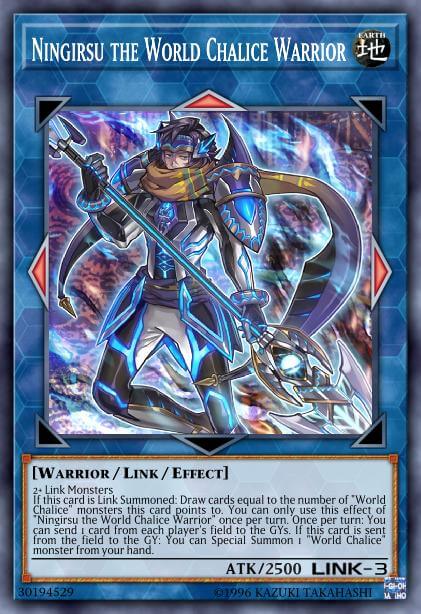 NINGIRSU THE WORLD CHALICE WARRIOR
EARTH
地
[WARRIOR / LINK / EFFECT]
2+ Link Monsters
If this card is Link Summoned: Draw cards equal to the number of "World
Chalice" monsters this card points to. You can only use this effect of
"Ningirsu the World Chalice Warrior" once per turn. Once per turn: You
can send 1 card from each player's field to the GYs. If this card is sent
from the field to the GY: You can Special Summon 1 "World Chalice"
monster from your hand.
ATK/2500 LINK-3
30194529 ©1996 KAZUKI TAKAHASHI